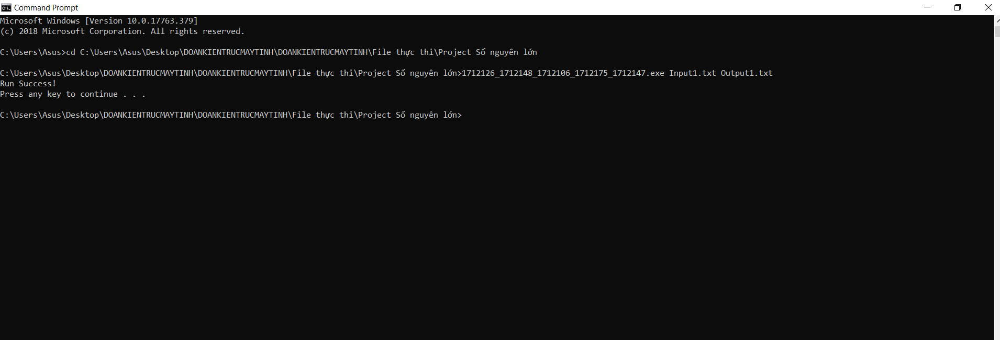 Command Prompt
Microsoft Windows [Version 10.0.17763.379]
(c) 2018 Microsoft Corporation. All rights reserved.
C:\Users\Asus>cd C:\Users\Asus\Desktop\DOANKIENTRUCMAYTINH\DOANKIENTRUCMAYTINH\File thực thi\Project Số nguyên lớn
C:\Users\Asus\Desktop\DOANKIENTRUCMAYTINH\DOANKIENTRUCMAYTINH\File thực thi\Project Số nguyên lớn>1712126_1712148_1712106_1712175_1712147.exe Input1.txt Output1.txt
Run Success!
Press any key to continue . . .
C:\Users\Asus\Desktop\DOANKIENTRUCMAYTINH\DOANKIENTRUCMAYTINH\File thực thi\Project Số nguyên lớn>